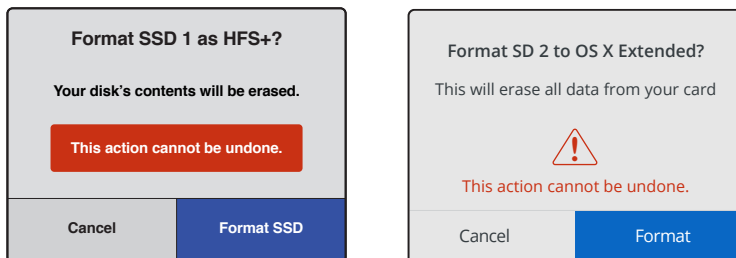 Format SSD 1 as HFS+?
Your disk's contents will be erased.
This action cannot be undone.
Cancel
Format SSD
Format SD 2 to OS X Extended?
This will erase all data from your card
This action cannot be undone.
Cancel
Format